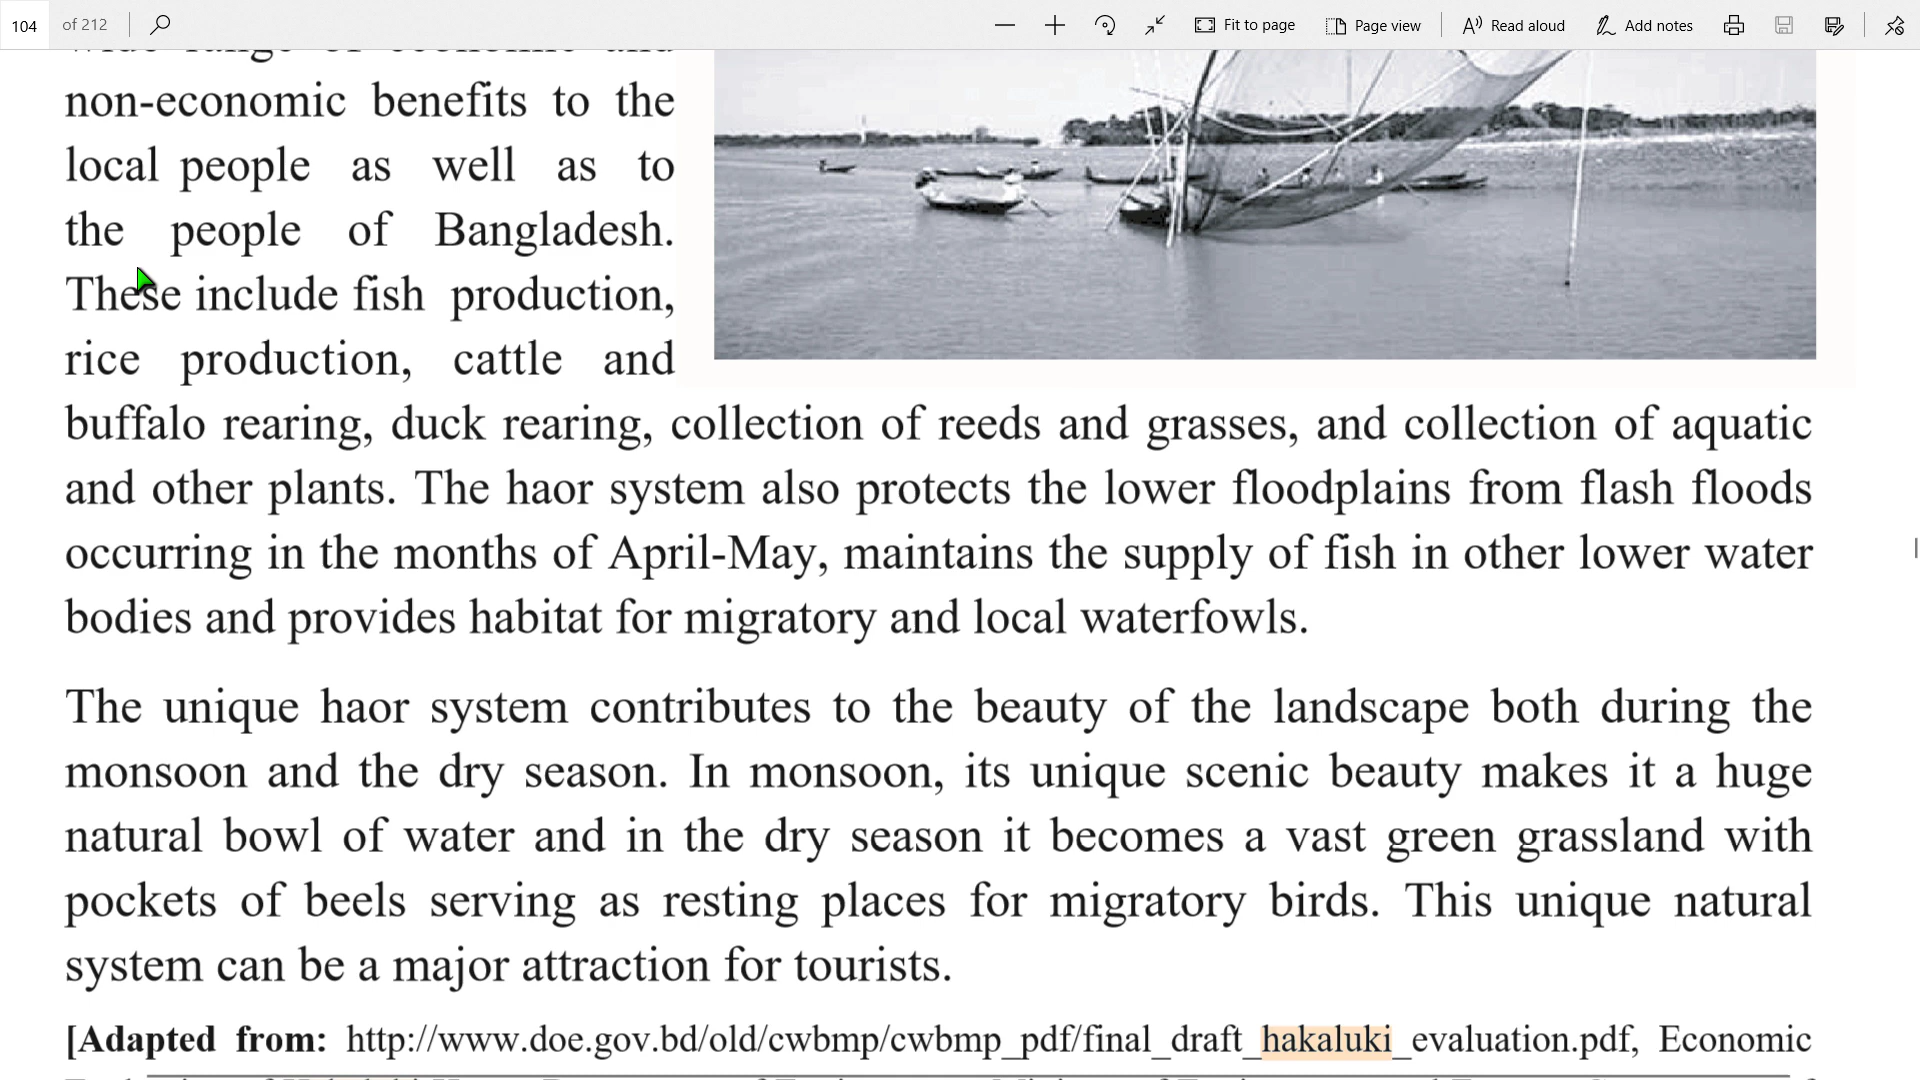 104 of 212 Fit to page Page view Read aloud Add notes
wide range of economic and
non-economic benefits to the
local people as well as to
the people of Bangladesh.
These include fish production,
rice production, cattle and
buffalo rearing, duck rearing, collection of reeds and grasses, and collection of aquatic
and other plants. The haor system also protects the lower floodplains from flash floods
occurring in the months of April-May, maintains the supply of fish in other lower water
bodies and provides habitat for migratory and local waterfowls.
The unique haor system contributes to the beauty of the landscape both during the
monsoon and the dry season. In monsoon, its unique scenic beauty makes it a huge
natural bowl of water and in the dry season it becomes a vast green grassland with
pockets of beels serving as resting places for migratory birds. This unique natural
system can be a major attraction for tourists.
[Adapted from: http://www.doe.gov.bd/old/cwbmp/cwbmp_pdf/final_draft_hakaluki_evaluation.pdf, Economic